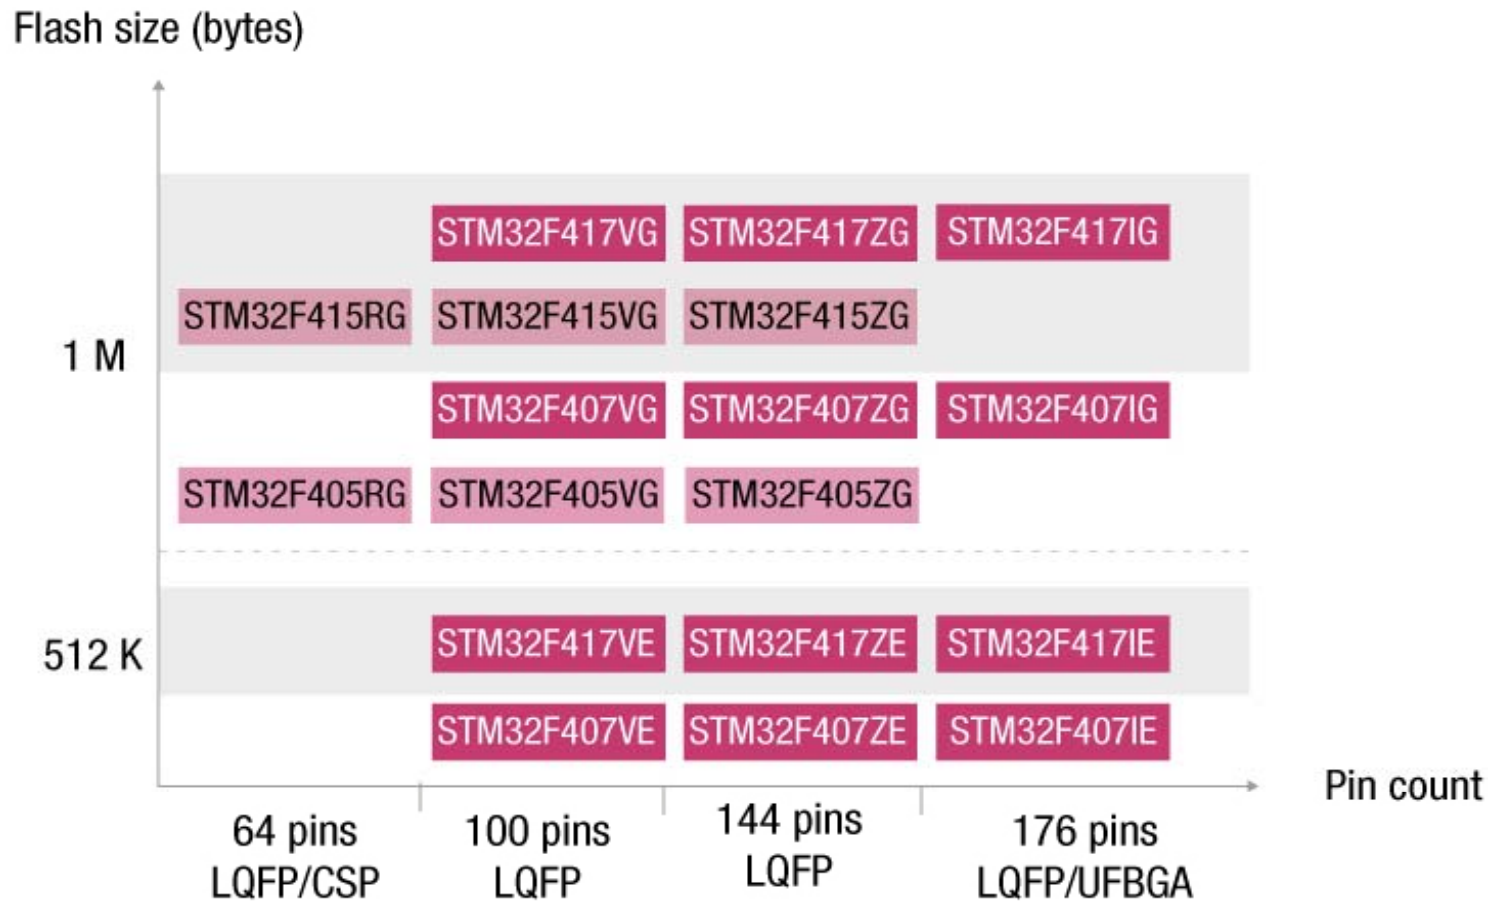 Flash size (bytes)
STM32F417VG STM32F417ZG STM32F417IG
STM32F415RG STM32F415VG STM32F415ZG
1 M
STM32F407VG STM32F407ZG STM32F407IG
STM32F405RG STM32F405VG STM32F405ZG
STM32F417VE STM32F417ZE STM32F417IE
512 K
STM32F407VE STM32F407ZE STM32F407IE
Pin count
64 pins 100 pins 144 pins 176 pins
LQFP/CSP LQFP LQFP LQFP/UFBGA